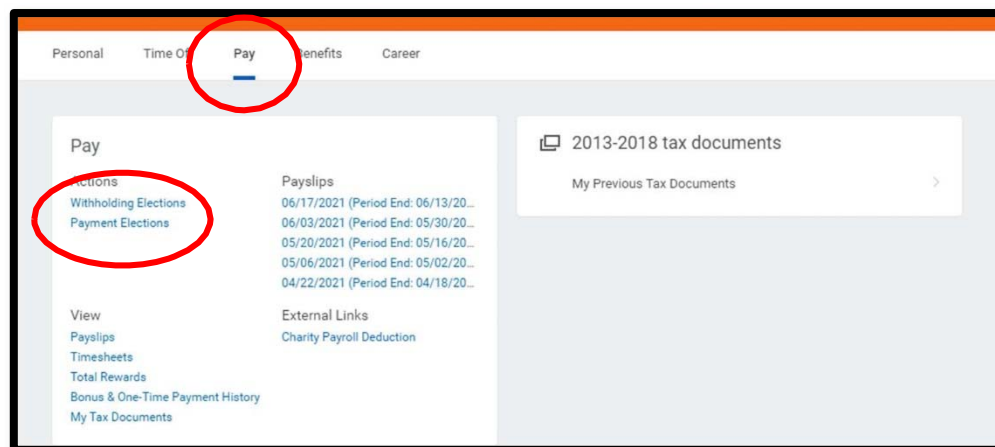 Personal Time Of Pay Benefits Career
Pay
Actions
Withholding Elections
Payment Elections
Payslips
06/17/2021 (Period End: 06/13/20...
06/03/2021 (Period End: 05/30/20...
05/20/2021 (Period End: 05/16/20...
05/06/2021 (Period End: 05/02/20...
04/22/2021 (Period End: 04/18/20...
View
Payslips
Timesheets
Total Rewards
Bonus & One-Time Payment History
My Tax Documents
External Links
Charity Payroll Deduction
2013-2018 tax documents
My Previous Tax Documents